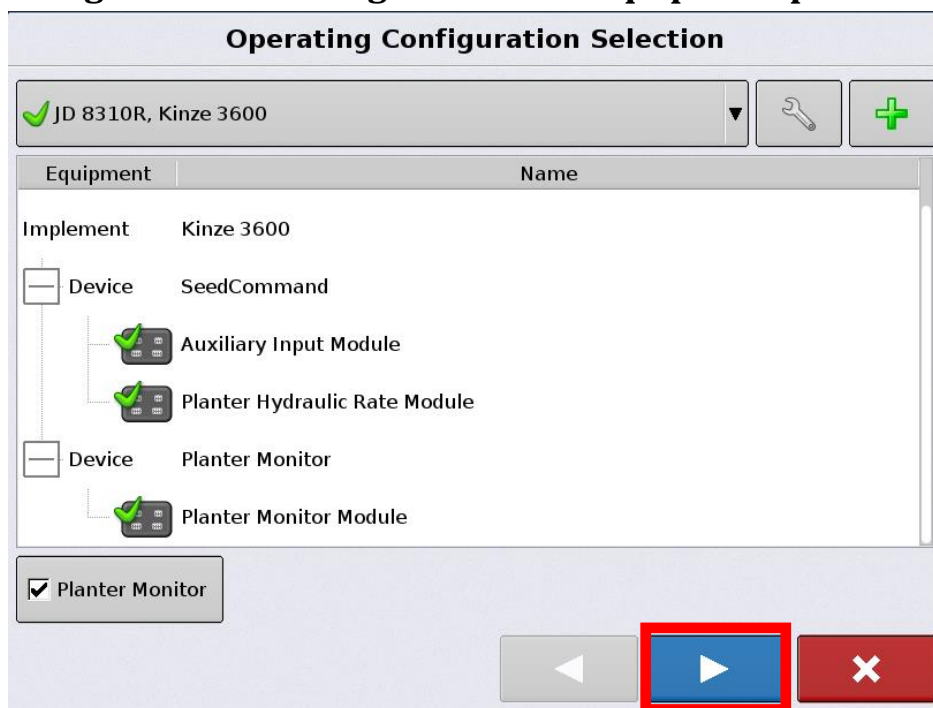 Operating Configuration Selection
JD 8310R, Kinze 3600
Equipment Name
Implement Kinze 3600
Device SeedCommand
Auxiliary Input Module
Planter Hydraulic Rate Module
Device Planter Monitor
Planter Monitor Module
Planter Monitor